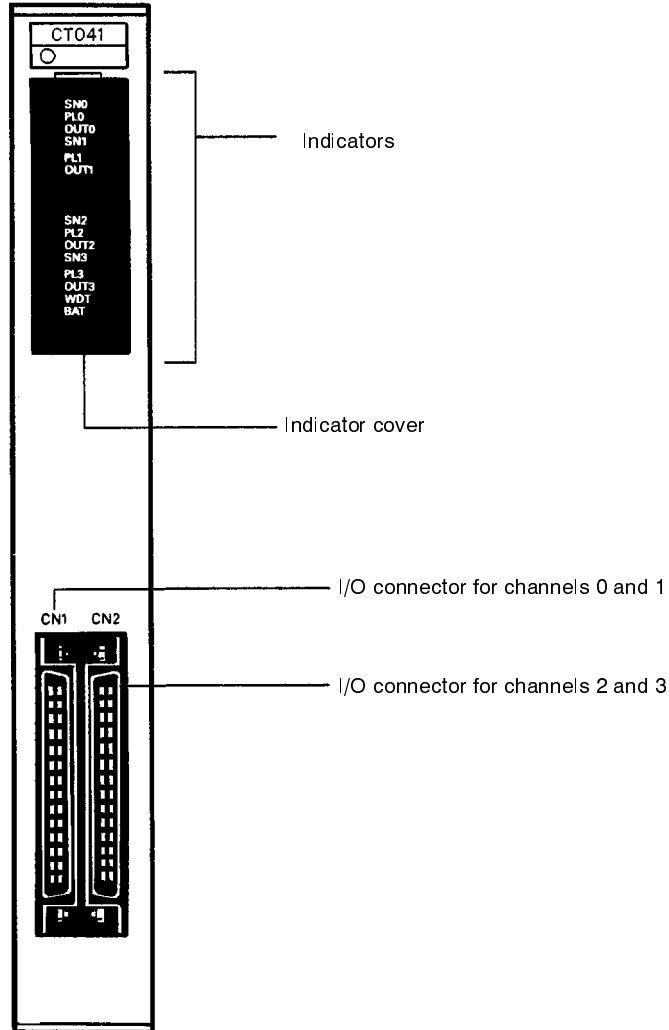 CT041
SN0
PL0
OUT0
SN1
PL1
OUT1
SN2
PL2
OUT2
SN3
PL3
OUT3
WDT
BAT
Indicators
Indicator cover
I/O connector for channels 0 and 1
CN1 CN2
I/O connector for channels 2 and 3